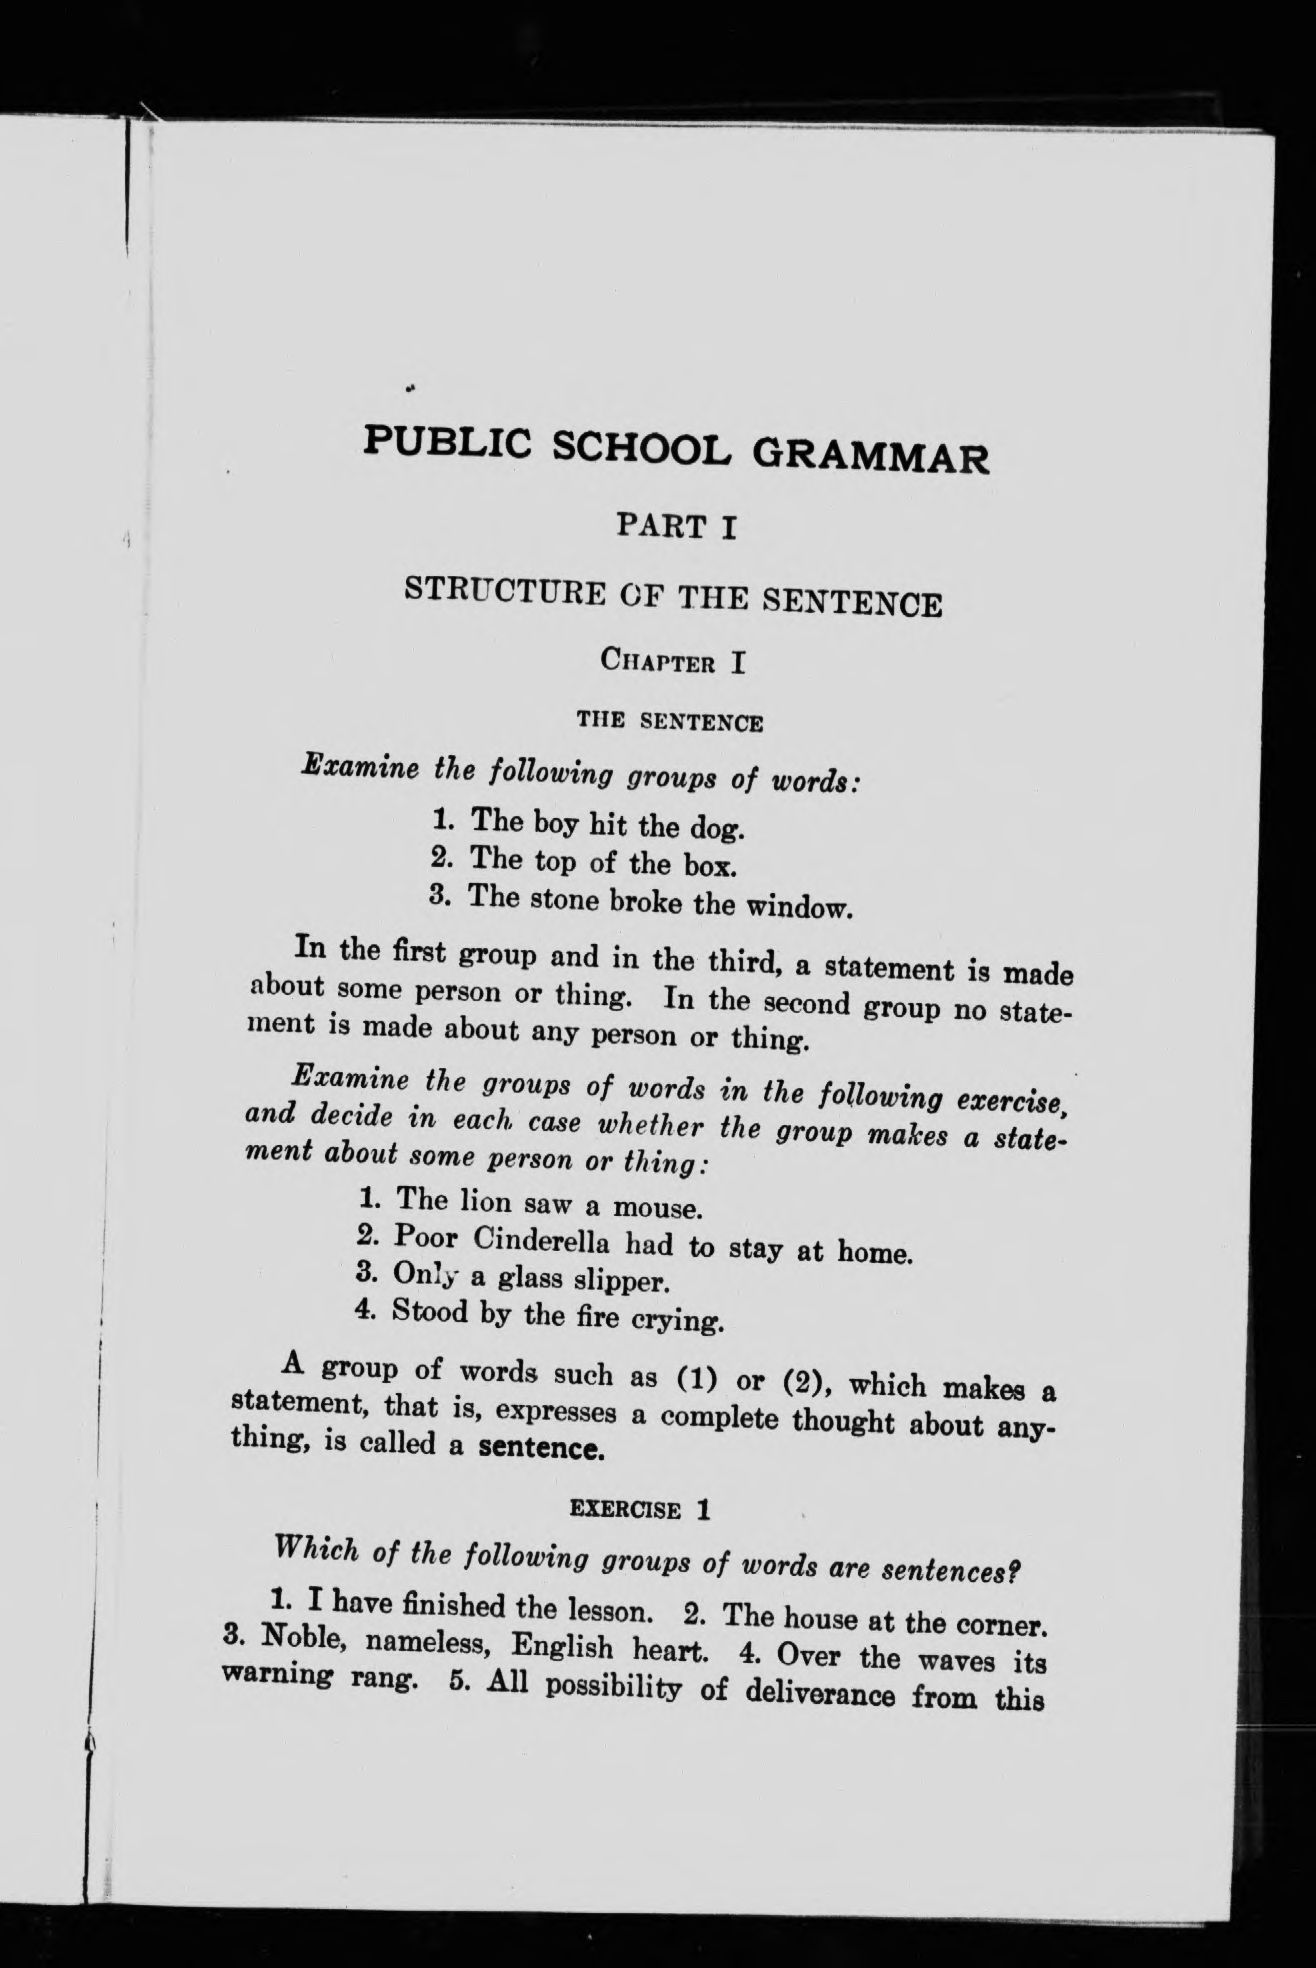 PUBLIC SCHOOL GRAMMAR
PART I
STRUCTURE OF THE SENTENCE
CHAPTER I
THE SENTENCE
Examine the following groups of words:
1. The boy hit the dog.
2. The top of the box.
3. The stone broke the window.
In the first group and in the third, a statement is made
about some person or thing. In the second group no state-
ment is made about any person or thing.
Examine the groups of words in the following exercise,
and decide in each case whether the group makes a state-
ment about some person or thing:
1. The lion saw a mouse.
2. Poor Cinderella had to stay at home.
3. Only a glass slipper.
4. Stood by the fire crying.
A group of words such as (1) or (2), which makes a
statement, that is, expresses a complete thought about any-
thing, is called a sentence.
EXERCISE 1
Which of the following groups of words are sentences?
1. I have finished the lesson. 2. The house at the corner.
3. Noble, nameless, English heart. 4. Over the waves its
warning rang. 5. All possibility of deliverance from this